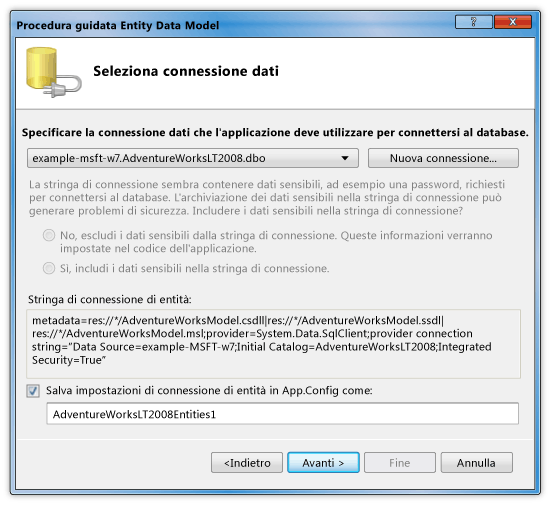 Procedura guidata Entity Data Model
?
X
Seleziona connessione dati
Specificare la connessione dati che l'applicazione deve utilizzare per connettersi al database.
example-msft-w7.AdventureWorksLT2008.dbo
Nuova connessione...
La stringa di connessione sembra contenere dati sensibili, ad esempio una password, richiesti
per connettersi al database. L'archiviazione dei dati sensibili nella stringa di connessione può
generare problemi di sicurezza. Includere i dati sensibili nella stringa di connessione?
No, escludi i dati sensibili dalla stringa di connessione. Queste informazioni verranno
impostate nel codice dell'applicazione.
Sì, includi i dati sensibili nella stringa di connessione.
Stringa di connessione di entità:
metadata=res://*/AdventureWorksModel.csdll|res://*/AdventureWorksModel.ssdl|
res://*/AdventureWorksModel.msl;provider=System.Data.SqlClient;provider connection
string="Data Source=example-MSFT-w7;Initial Catalog=AdventureWorksLT2008;Integrated
Security=True"
Salva impostazioni di connessione di entità in App.Config come:
AdventureWorksLT2008Entities1
<Indietro
Avanti >
Fine
Annulla